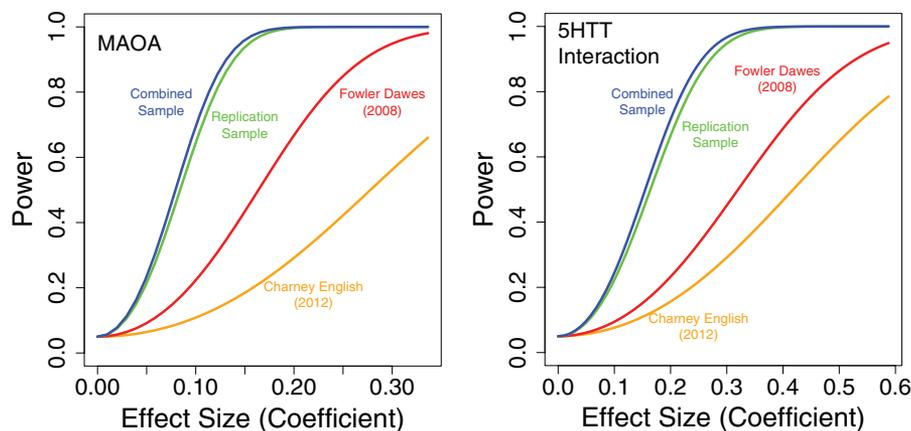 MAOA
Combined
Sample
Replication
Sample
Fowler Dawes
(2008)
Charney English
(2012)
Power
0.0
0.2
0.4
0.6
0.8
1.0
0.00
0.10
0.20
0.30
Effect Size (Coefficient)
5HTT
Interaction
Combined
Sample
Replication
Sample
Fowler Dawes
(2008)
Charney English
(2012)
Power
0.0
0.2
0.4
0.6
0.8
1.0
0.0
0.1
0.2
0.3
0.4
0.5
0.6
Effect Size (Coefficient)